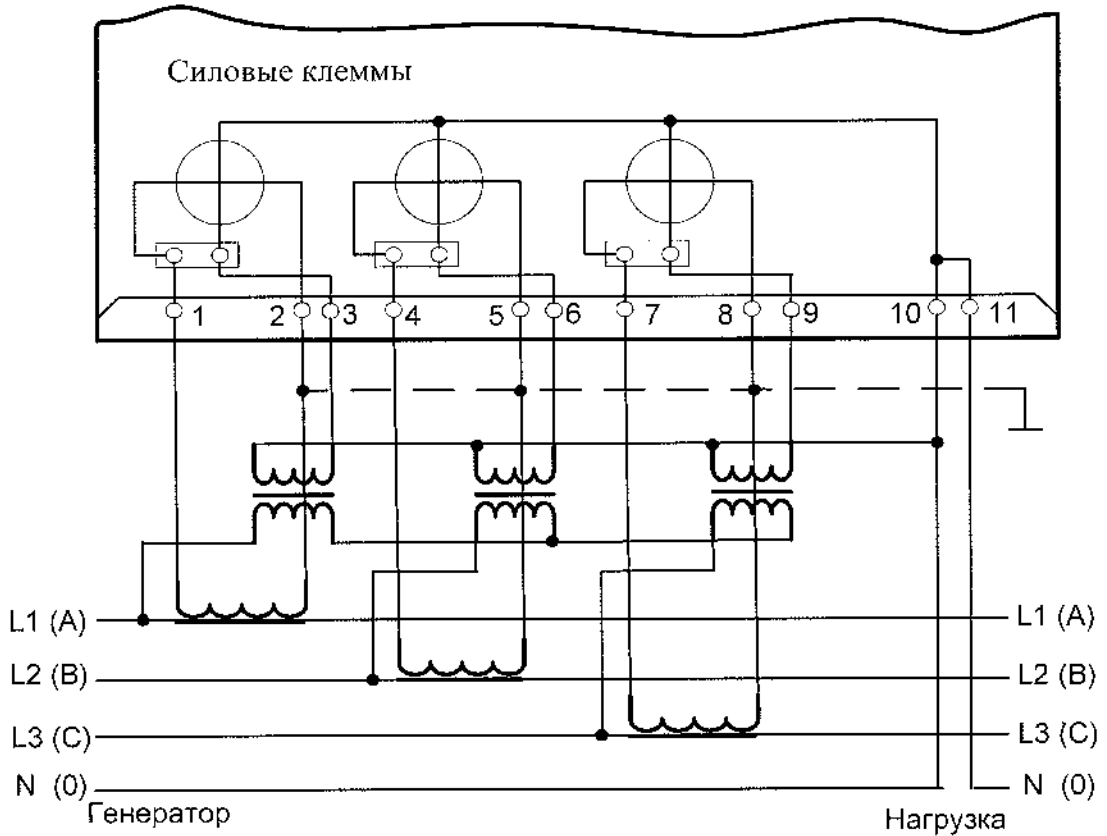 Силовые клеммы
1 2 3 4 5 6 7 8 9 10 11
L1 (A) L1 (A)
L2 (B) L2 (B)
L3 (C) L3 (C)
N (0) N (0)
Генератор Нагрузка